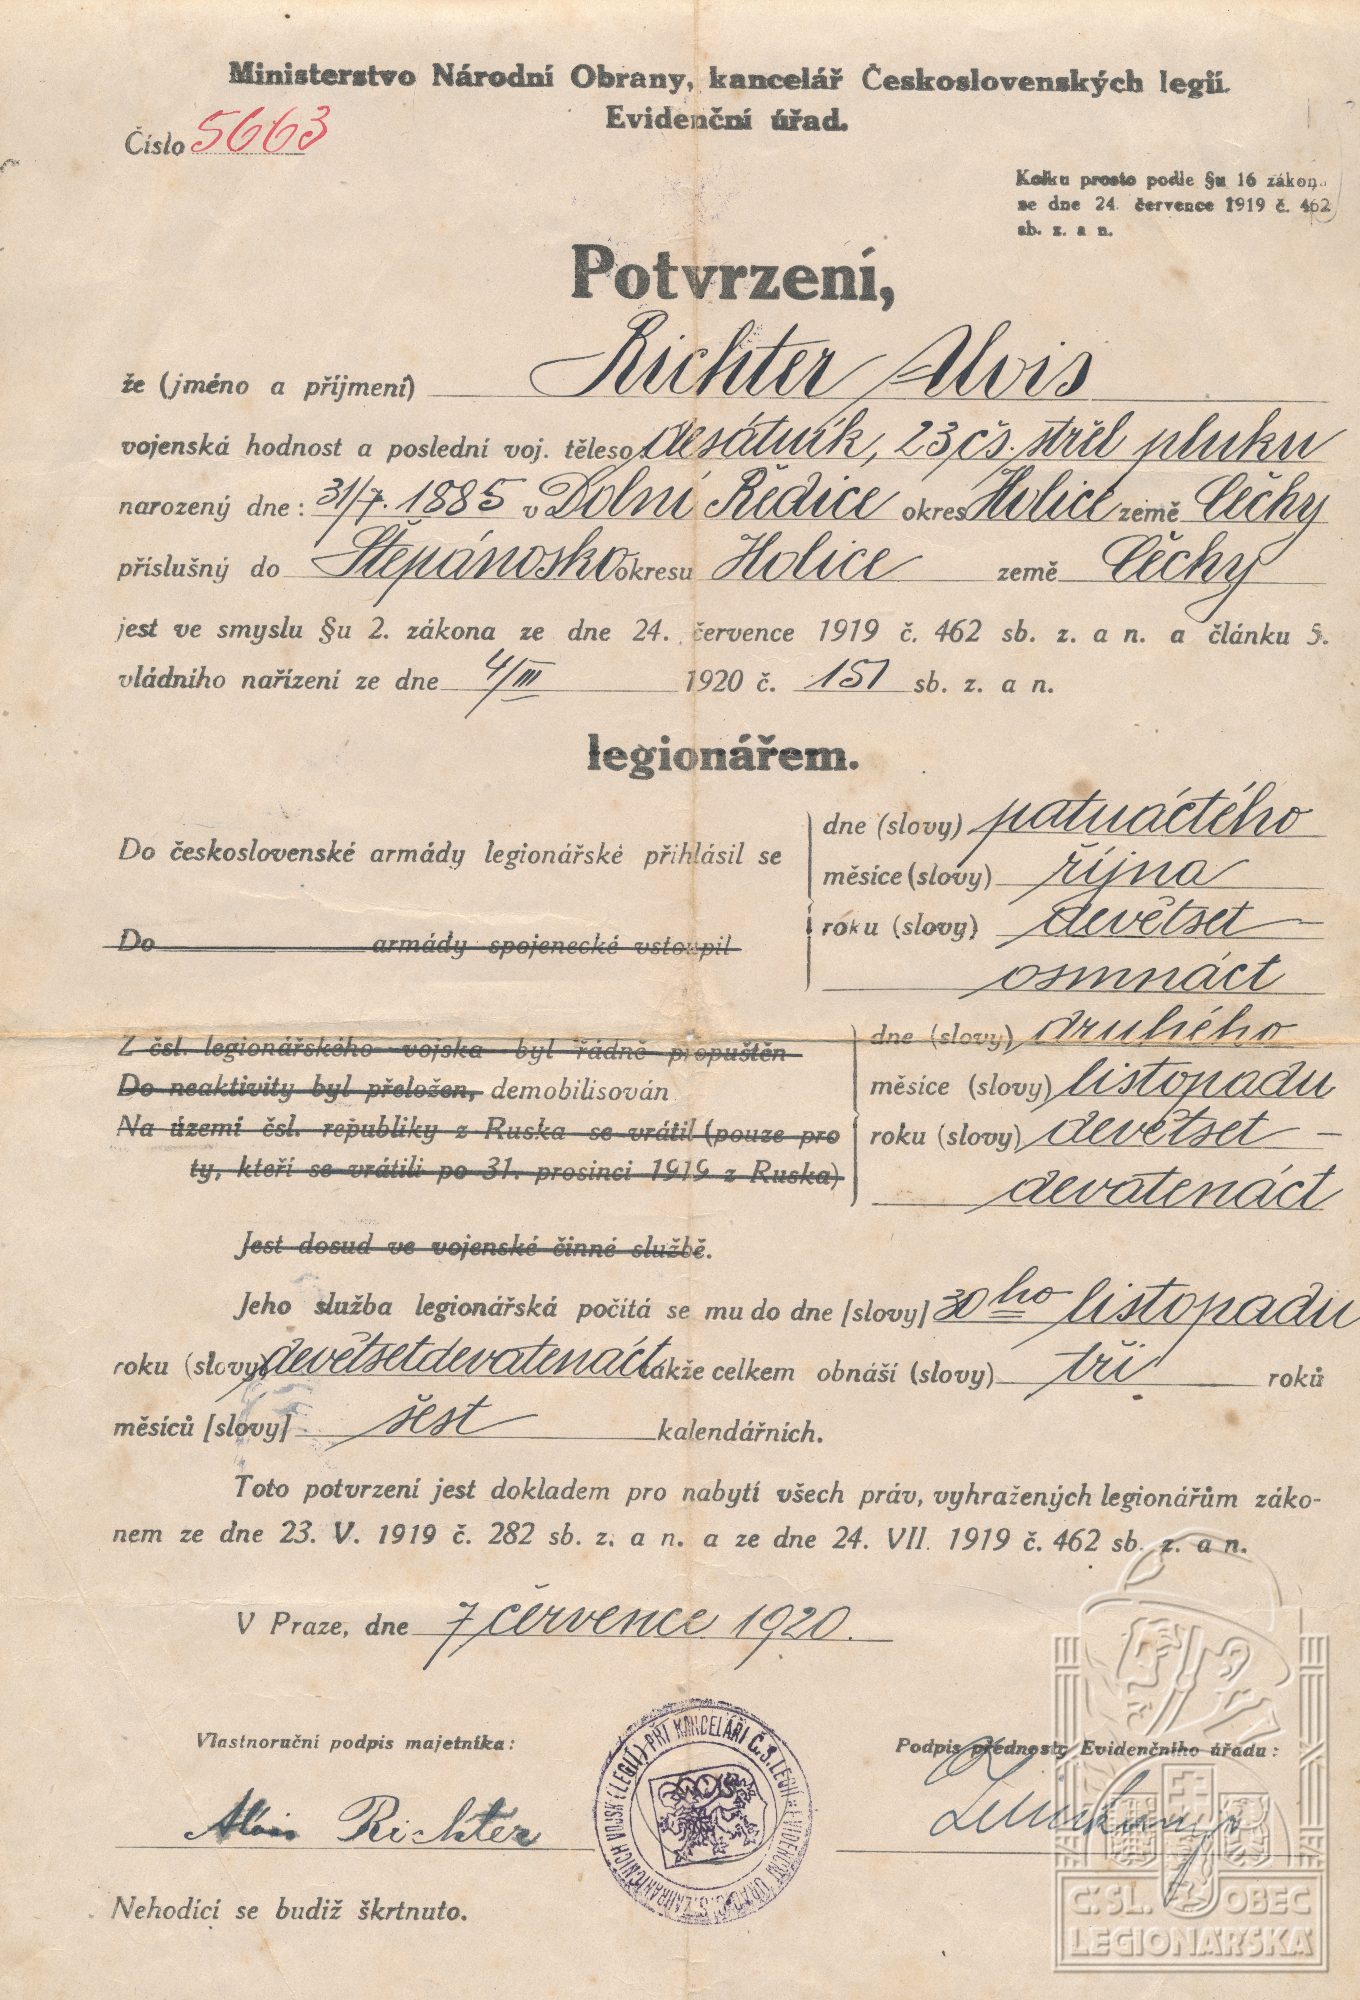 Ministerstvo Národní Obrany, kancelář Československých legií.
Evidenční úřad.
Číslo 5663
Kolku prosto podle §u 16 zákona
se dne 24. července 1919 č. 462
sb. z. a n.
Potvrzení,
že (jméno a příjmení) Richter Alois
vojenská hodnost a poslední voj. těleso desátník, 23 čs. střel pluku
narozený dne: 31/7. 1885 v Dolní Ředice okres Holice země Čechy
příslušný do Štěpánosko okresu Holice země Čechy
jest ve smyslu §u 2. zákona ze dne 24. července 1919 č. 462 sb. z. a n. a článku 5.
vládního nařízení ze dne 4/III 1920 č. 151 sb. z. a n.
legionářem.
Do československé armády legionářské přihlásil se
dne (slovy) patnáctého
měsíce (slovy) října
Do armády spojenecké vstoupil
roku (slovy) devětset-
osmnáct
Z čsl. legionářského vojska byl řádně propuštěn
dne (slovy) druhého
Do neaktivity byl přeložen, demobilisován
měsíce (slovy) listopadu
Na území čsl. republiky z Ruska se vrátil (pouze pro
roku (slovy) devětset-
ty, kteří se vrátili po 31. prosinci 1919 z Ruska)
devatenáct
Jest dosud ve vojenské činné službě.
Jeho služba legionářská počítá se mu do dne [slovy] 30ho listopadu
roku (slovy) devětsetdevatenáct takže celkem obnáší (slovy) tři roků
měsíců [slovy] šest kalendářních.
Toto potvrzení jest dokladem pro nabytí všech práv, vyhražených legionářům záko-
nem ze dne 23. V. 1919 č. 282 sb. z. a n. a ze dne 24. VII. 1919 č. 462 sb. z. a n.
V Praze, dne 7 července 1920.
Vlastnoruční podpis majetníka:
Podpis přednosty Evidenčního úřadu:
Alois Richter
PŘI KANCELÁŘI Č.S. LEGIÍ EVIDENČNÍ ÚŘAD Č.S. ZAHRANIČNÍCH VOJSK (LEGIÍ)
Nehodící se budiž škrtnuto.
ČSL. OBEC
LEGIONÁŘSKÁ